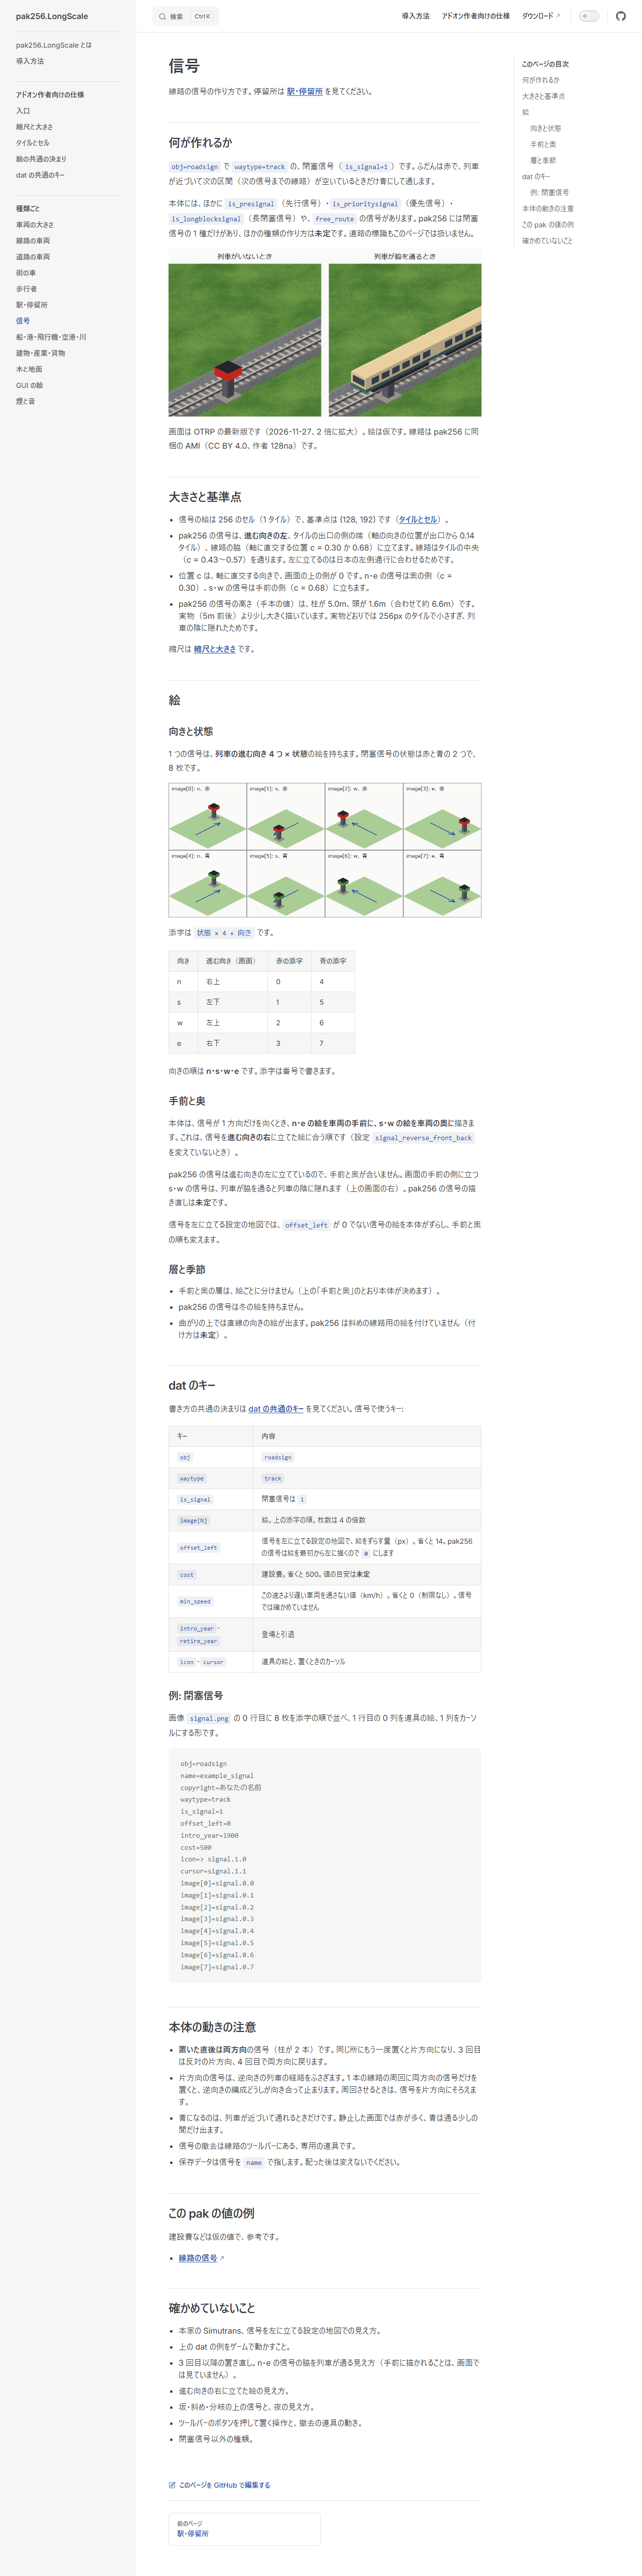 pak256.LongScale
検索
Ctrl K
導入方法
アドオン作者向けの仕様
ダウンロード
pak256.LongScale とは
導入方法
アドオン作者向けの仕様
入口
縮尺と大きさ
タイルとセル
絵の共通の決まり
dat の共通のキー
種類ごと
車両の大きさ
線路の車両
道路の車両
街の車
歩行者
駅・停留所
信号
船・港・飛行機・空港・川
建物・産業・貨物
木と地面
GUI の絵
煙と音
このページの目次
何が作れるか
大きさと基準点
絵
向きと状態
手前と奥
層と季節
dat のキー
例: 閉塞信号
本体の動きの注意
この pak の値の例
確かめていないこと
信号
線路の信号の作り方です。停留所は 駅・停留所 を見てください。
何が作れるか
obj=roadsign で waytype=track の、閉塞信号（ is_signal=1 ）です。ふだんは赤で、列車
が近づいて次の区間（次の信号までの線路）が空いているときだけ青にして通します。
本体には、ほかに is_presignal （先行信号）・ is_prioritysignal （優先信号）・
is_longblocksignal （長閉塞信号）や、 free_route の信号があります。pak256 には閉塞
信号の 1 種だけがあり、ほかの種類の作り方は未定です。道路の標識もこのページでは扱いません。
列車がいないとき
列車が脇を通るとき
画面は OTRP の最新版です（2026-11-27、2 倍に拡大）。絵は仮です。線路は pak256 に同
梱の AMI（CC BY 4.0、作者 128na）です。
大きさと基準点
• 信号の絵は 256 のセル（1 タイル）で、基準点は (128, 192) です（タイルとセル）。
• pak256 の信号は、進む向きの左、タイルの出口の側の端（軸の向きの位置が出口から 0.14
タイル）、線路の脇（軸に直交する位置 c = 0.30 か 0.68）に立てます。線路はタイルの中央
（c = 0.43〜0.57）を通ります。左に立てるのは日本の左側通行に合わせるためです。
• 位置 c は、軸に直交する向きで、画面の上の側が 0 です。n・e の信号は奥の側（c =
0.30）、s・w の信号は手前の側（c = 0.68）に立ちます。
• pak256 の信号の高さ（手本の値）は、柱が 5.0m、頭が 1.6m（合わせて約 6.6m）です。
実物（5m 前後）より少し大きく描いています。実物どおりでは 256px のタイルで小さすぎ、列
車の陰に隠れたためです。
縮尺は 縮尺と大きさ です。
絵
向きと状態
1 つの信号は、列車の進む向き 4 つ × 状態の絵を持ちます。閉塞信号の状態は赤と青の 2 つで、
8 枚です。
image[0]: n、赤
image[1]: s、赤
image[2]: w、赤
image[3]: e、赤
image[4]: n、青
image[5]: s、青
image[6]: w、青
image[7]: e、青
添字は 状態 × 4 + 向き です。
向き 進む向き（画面） 赤の添字 青の添字
n 右上 0 4
s 左下 1 5
w 左上 2 6
e 右下 3 7
向きの順は n・s・w・e です。添字は番号で書きます。
手前と奥
本体は、信号が 1 方向だけを向くとき、n・e の絵を車両の手前に、s・w の絵を車両の奥に描きま
す。これは、信号を進む向きの右に立てた絵に合う順です（設定 signal_reverse_front_back
を変えていないとき）。
pak256 の信号は進む向きの左に立てているので、手前と奥が合いません。画面の手前の側に立つ
s・w の信号は、列車が脇を通ると列車の陰に隠れます（上の画面の右）。pak256 の信号の描
き直しは未定です。
信号を左に立てる設定の地図では、 offset_left が 0 でない信号の絵を本体がずらし、手前と奥
の順も変えます。
層と季節
• 手前と奥の層は、絵ごとに分けません（上の「手前と奥」のとおり本体が決めます）。
• pak256 の信号は冬の絵を持ちません。
• 曲がりの上では直線の向きの絵が出ます。pak256 は斜めの線路用の絵を付けていません（付
け方は未定）。
dat のキー
書き方の共通の決まりは dat の共通のキー を見てください。信号で使うキー:
キー 内容
obj roadsign
waytype track
is_signal 閉塞信号は 1
image[N] 絵。上の添字の順。枚数は 4 の倍数
offset_left 信号を左に立てる設定の地図で、絵をずらす量（px）。省くと 14。pak256
の信号は絵を最初から左に描くので 0 にします
cost 建設費。省くと 500。値の目安は未定
min_speed この速さより遅い車両を通さない値（km/h）。省くと 0（制限なし）。信号
では確かめていません
intro_year・
retire_year 登場と引退
icon・cursor 道具の絵と、置くときのカーソル
例: 閉塞信号
画像 signal.png の 0 行目に 8 枚を添字の順で並べ、1 行目の 0 列を道具の絵、1 列をカーソ
ルにする形です。
obj=roadsign
name=example_signal
copyright=あなたの名前
waytype=track
is_signal=1
offset_left=0
intro_year=1900
cost=500
icon=> signal.1.0
cursor=signal.1.1
image[0]=signal.0.0
image[1]=signal.0.1
image[2]=signal.0.2
image[3]=signal.0.3
image[4]=signal.0.4
image[5]=signal.0.5
image[6]=signal.0.6
image[7]=signal.0.7
本体の動きの注意
• 置いた直後は両方向の信号（柱が 2 本）です。同じ所にもう一度置くと片方向になり、3 回目
は反対の片方向、4 回目で両方向に戻ります。
• 片方向の信号は、逆向きの列車の経路をふさぎます。1 本の線路の周回に両方向の信号だけを
置くと、逆向きの編成どうしが向き合って止まります。周回させるときは、信号を片方向にそろえま
す。
• 青になるのは、列車が近づいて通れるときだけです。静止した画面では赤が多く、青は通る少しの
間だけ出ます。
• 信号の撤去は線路のツールバーにある、専用の道具です。
• 保存データは信号を name で指します。配った後は変えないでください。
この pak の値の例
建設費などは仮の値で、参考です。
• 線路の信号
確かめていないこと
• 本家の Simutrans、信号を左に立てる設定の地図での見え方。
• 上の dat の例をゲームで動かすこと。
• 3 回目以降の置き直し。n・e の信号の脇を列車が通る見え方（手前に描かれることは、画面で
は見ていません）。
• 進む向きの右に立てた絵の見え方。
• 坂・斜め・分岐の上の信号と、夜の見え方。
• ツールバーのボタンを押して置く操作と、撤去の道具の動き。
• 閉塞信号以外の種類。
このページを GitHub で編集する
前のページ
駅・停留所